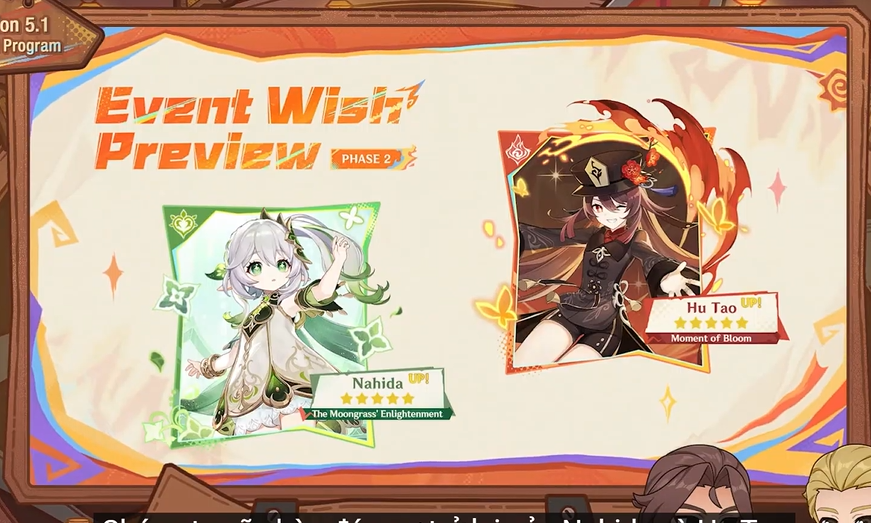 on 5.1
Program
Event Wish
Preview
PHASE 2
Hu Tao UP!
Moment of Bloom
Nahida UP!
The Moongrass' Enlightenment